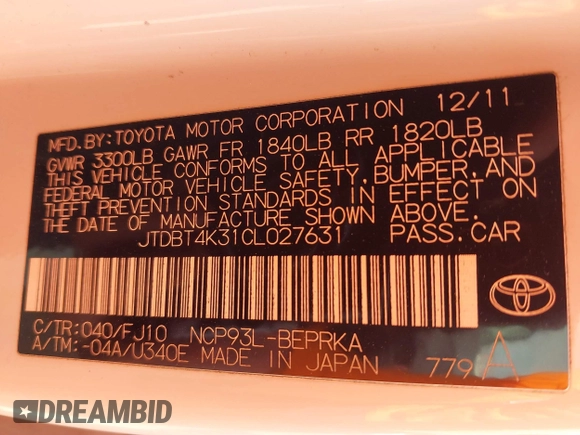 MFD.BY:TOYOTA MOTOR CORPORATION 12/11
GVWR 3300LB GAWR FR 1840LB RR 1820LB
THIS VEHICLE CONFORMS TO ALL APPLICABLE
FEDERAL MOTOR VEHICLE SAFETY,BUMPER,AND
THEFT PREVENTION STANDARDS IN EFFECT ON
THE DATE OF MANUFACTURE SHOWN ABOVE.
JTDBT4K31CL027631 PASS.CAR
C/TR:040/FJ10 NCP93L-BEPRKA
A/TM:-04A/U340E MADE IN JAPAN 779A
DREAMBID